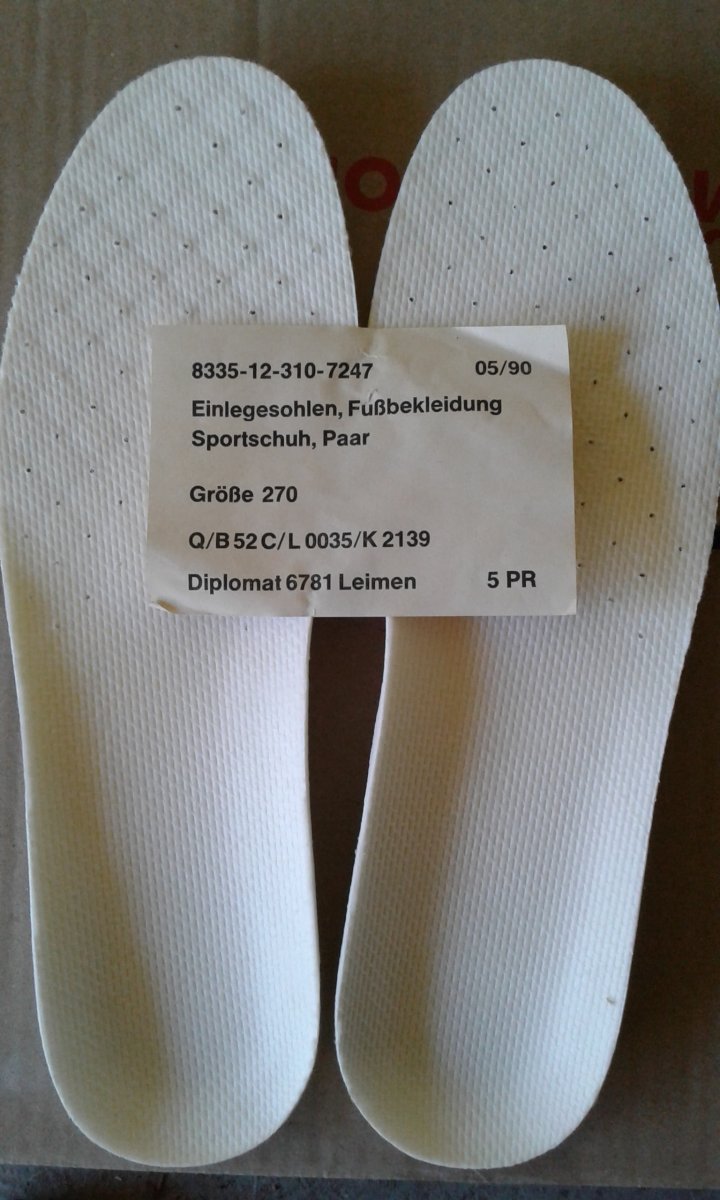 8335-12-310-7247 05/90
Einlegesohlen, Fußbekleidung
Sportschuh, Paar
Größe 270
Q/B 52 C/L 0035/K 2139
Diplomat 6781 Leimen 5 PR